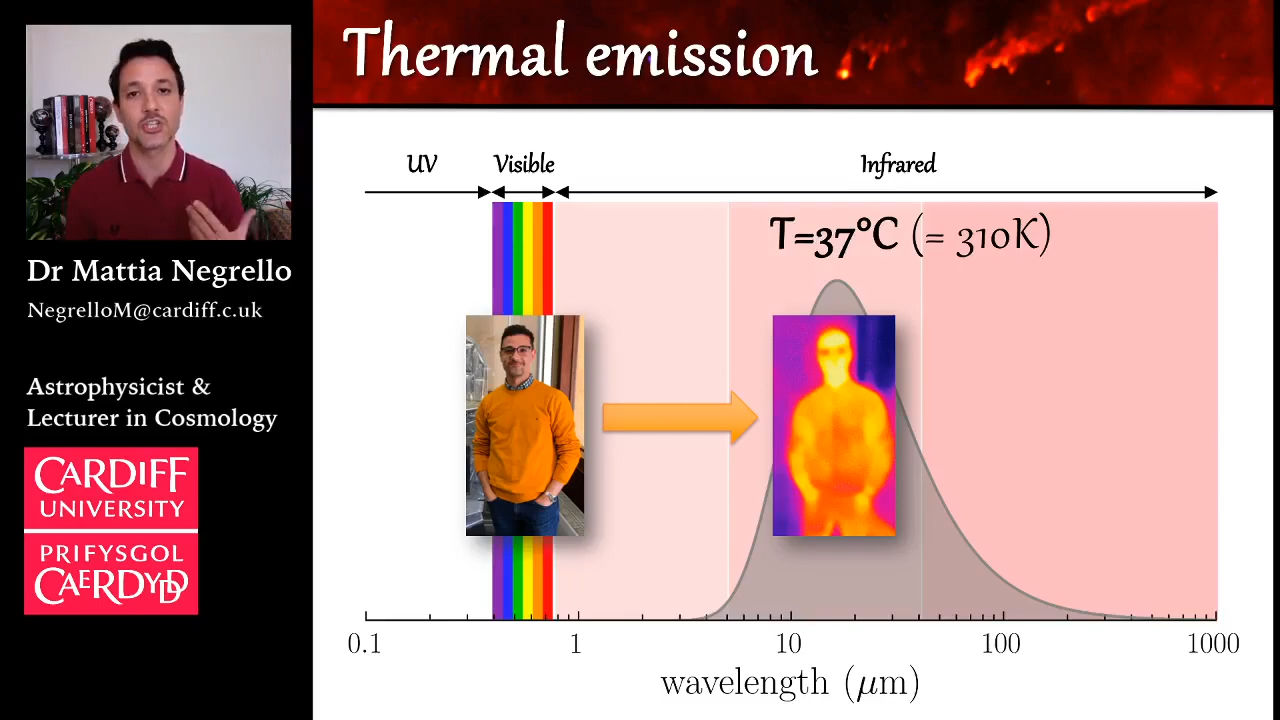 Thermal emission
Dr Mattia Negrello
NegrelloM@cardiff.c.uk
Astrophysicist &
Lecturer in Cosmology
CARDIFF
UNIVERSITY
PRIFYSGOL
CAERDYDD
UV
Visible
Infrared
T=37°C (= 310K)
0.1
1
10
100
1000
wavelength (μm)